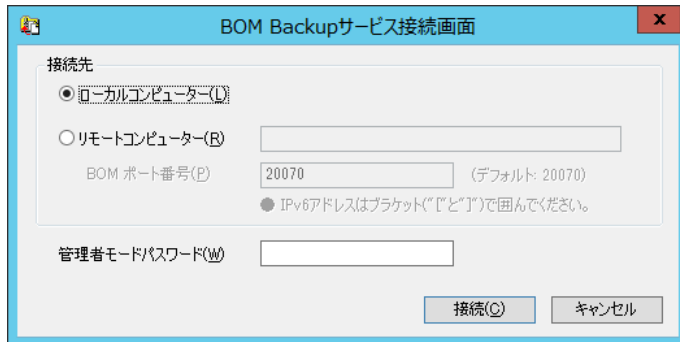 BOM Backupサービス接続画面
x
接続先
ローカルコンピューター(L)
リモートコンピューター(R)
BOM ポート番号(P) 20070 (デフォルト: 20070)
● IPv6アドレスはブラケット("["と"]")で囲んでください。
管理者モードパスワード(W)
接続(C) キャンセル